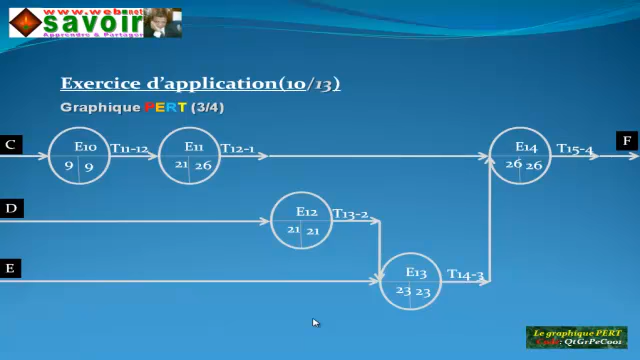 www.webnet
savoir
Apprendre & Partager
Exercice d'application(10/13)
Graphique PERT (3/4)
C
E10
9 9
T11-12
E11
21 26
T12-1
E14
26 26
T15-4
F
D
E12
21 21
T13-2
E
E13
23 23
T14-3
Le graphique PERT
Code: QtGrPeC001